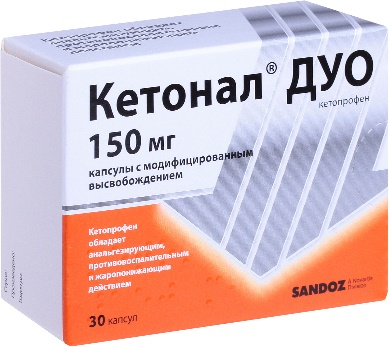 Кетонал® ДУО
кетопрофен
150 мг
капсулы с модифицированным
высвобождением
Кетопрофен
обладает
анальгезирующим,
противовоспалительным
и жаропонижающим
действием
SANDOZ
30 капсул